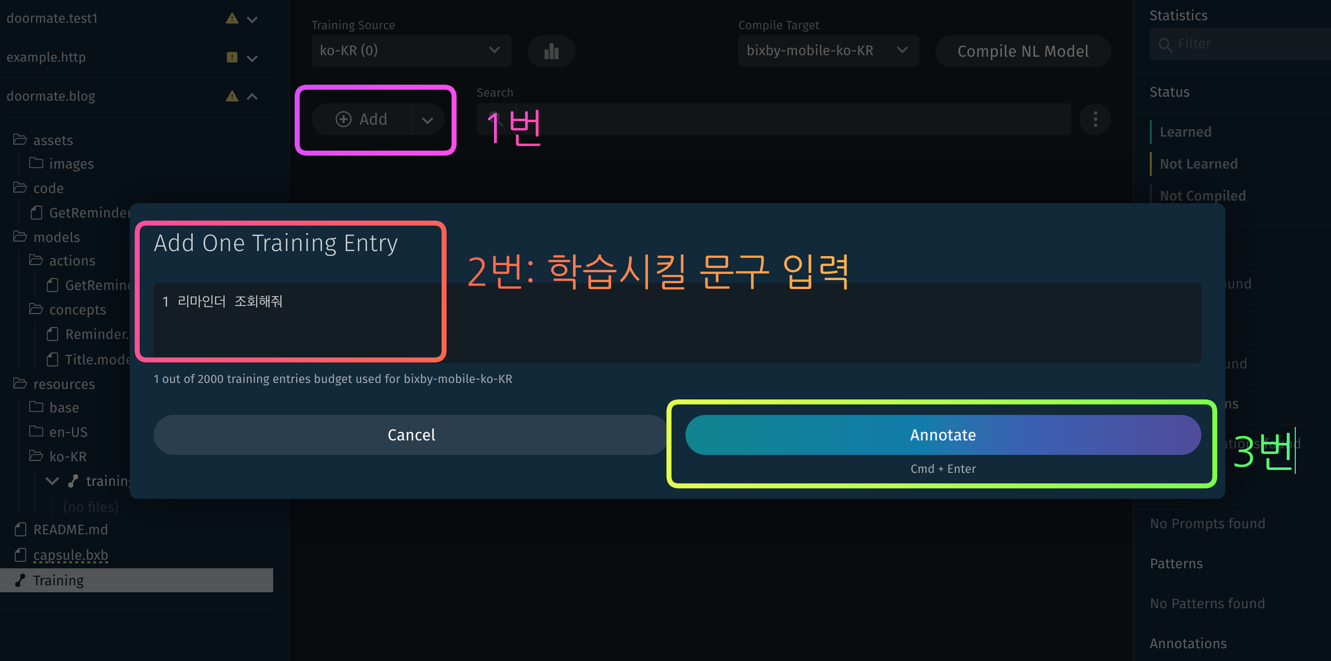 doormate.test1
example.http
doormate.blog
assets
images
code
GetReminder
models
actions
GetRemind
concepts
Reminder.
Title.mode
resources
base
en-US
ko-KR
training
(no files)
README.md
capsule.bxb
Training
Training Source
ko-KR (0)
Compile Target
bixby-mobile-ko-KR
Compile NL Model
Add
1번
Search
Add One Training Entry
2번: 학습시킬 문구 입력
1 리마인더 조회해줘
1 out of 2000 training entries budget used for bixby-mobile-ko-KR
Cancel
Annotate
Cmd + Enter
3번
Statistics
Filter
Status
Learned
Not Learned
Not Compiled
No Prompts found
Patterns
No Patterns found
Annotations